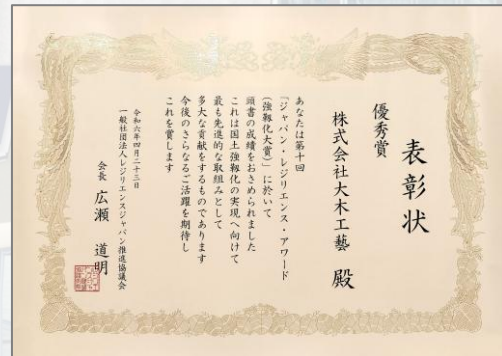 表彰状
優秀賞
株式会社大木工藝 殿
あなたは第十回
「ジャパン・レジリエンス・アワード
(強靱化大賞)」に於いて
頭書の成績をおさめられました
これは国土強靱化の実現へ向けて
最も先進的な取組みとして
多大な貢献をするものであります
今後のさらなるご活躍を期待し
これを賞します
令和六年四月二十三日
一般社団法人レジリエンスジャパン推進協議会
会長 広瀬 道明